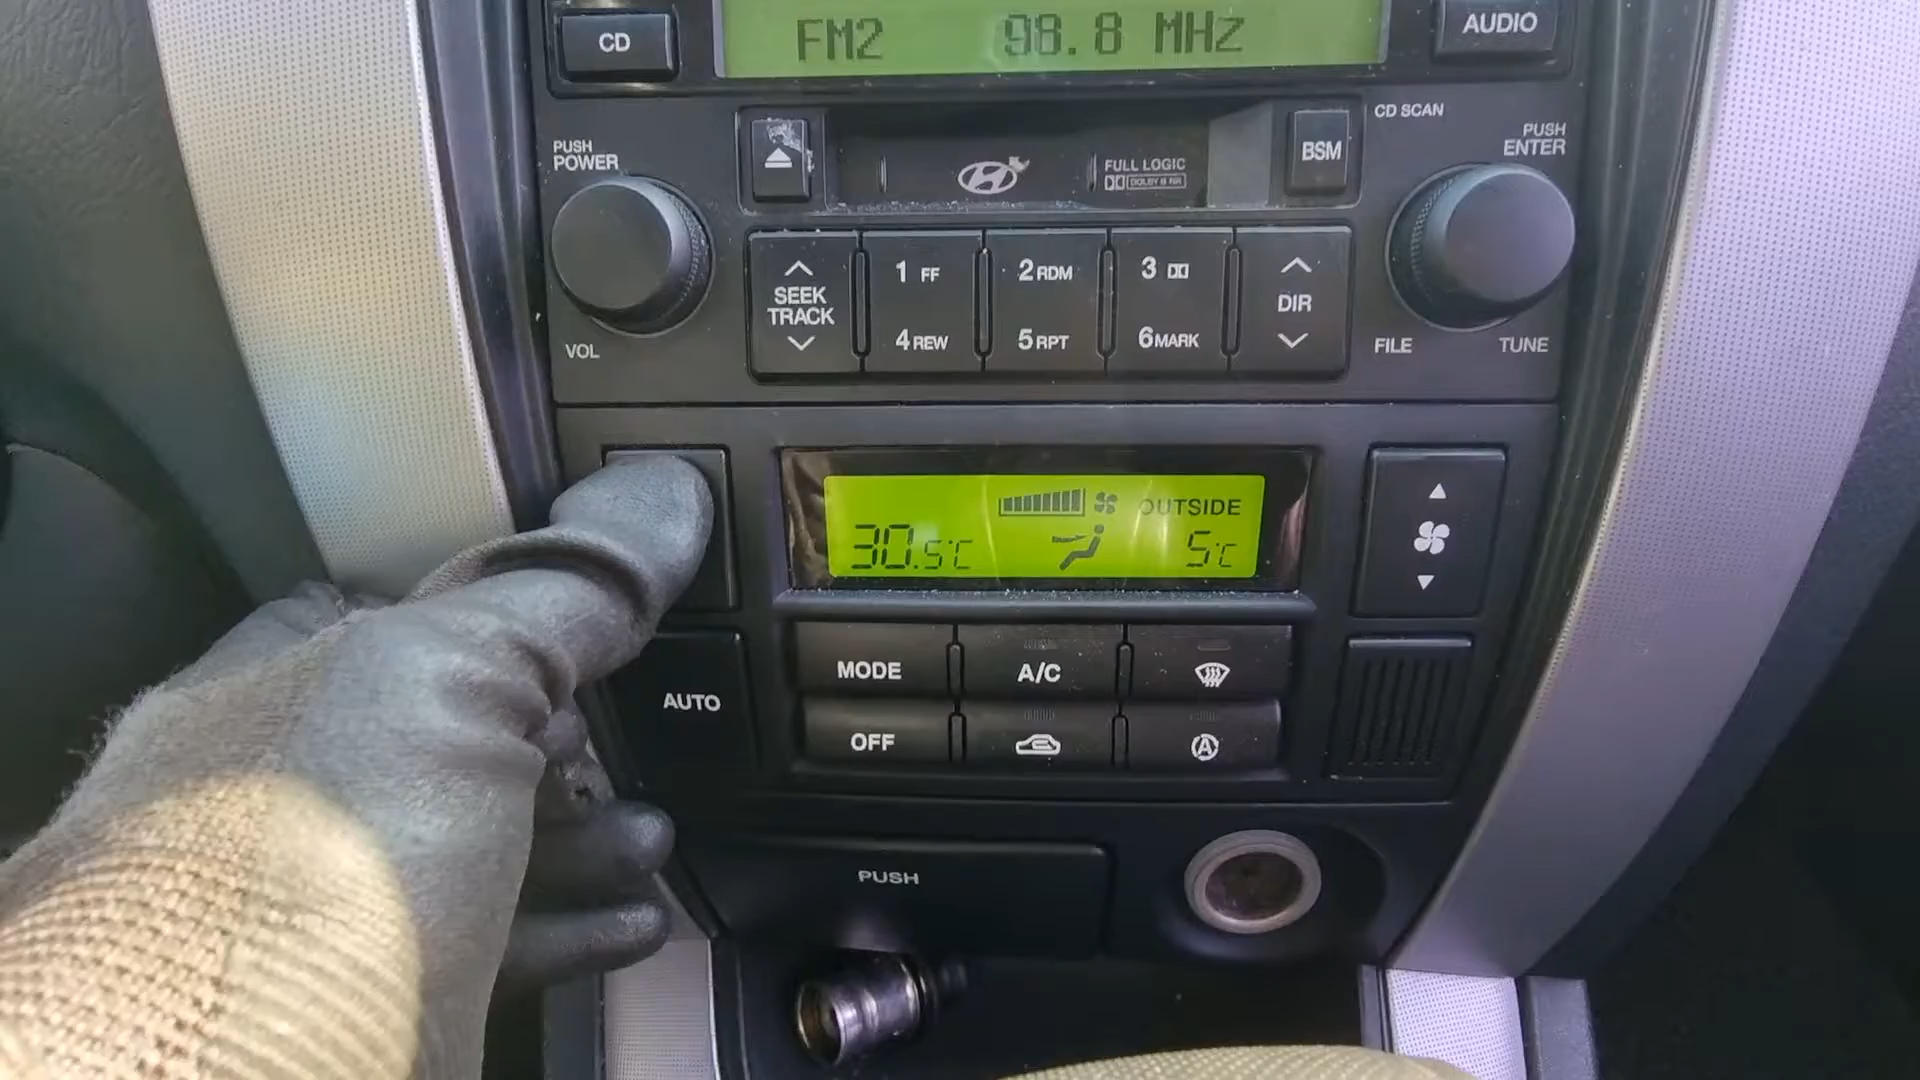 FM2 98.8 MHz
CD
AUDIO
CD SCAN
PUSH
POWER
PUSH
ENTER
BSM
FULL LOGIC
DOLBY B NR
SEEK
TRACK
1 FF
2 RDM
3
DIR
4 REW
5 RPT
6 MARK
VOL
FILE
TUNE
OUTSIDE
30.5°C
5°C
MODE
A/C
AUTO
OFF
A
PUSH